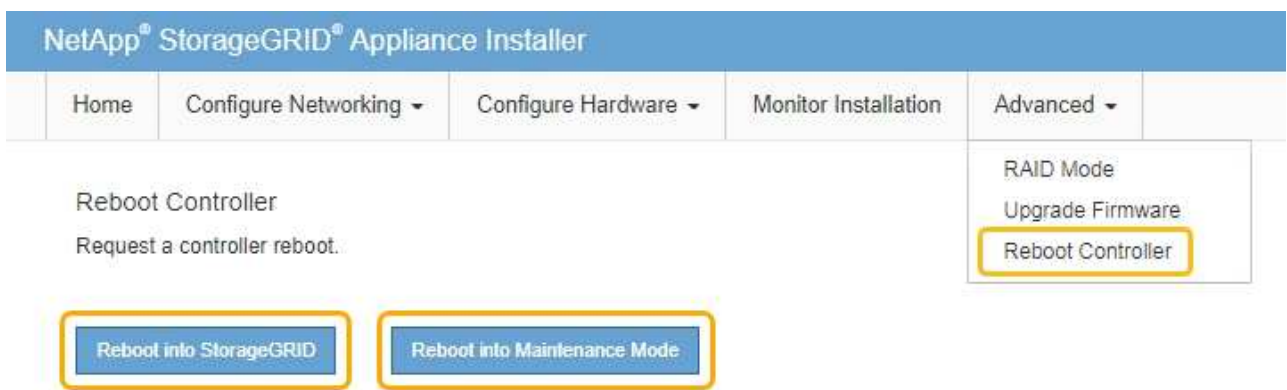 NetApp® StorageGRID® Appliance Installer
Home Configure Networking Configure Hardware Monitor Installation Advanced
RAID Mode
Upgrade Firmware
Reboot Controller
Reboot Controller
Request a controller reboot.
Reboot into StorageGRID Reboot into Maintenance Mode